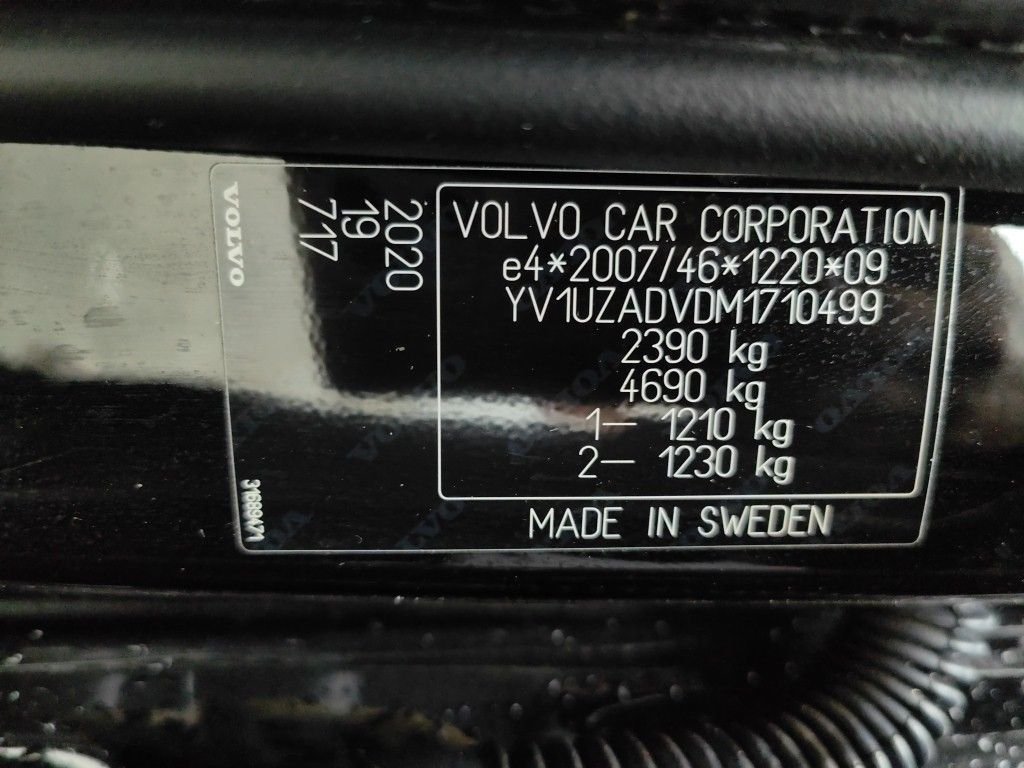 VOLVO
2020
19
717
VOLVO CAR CORPORATION
e4*2007/46*1220*09
YV1UZADVDM1710499
2390 kg
4690 kg
1— 1210 kg
2— 1230 kg
MADE IN SWEDEN
31689471